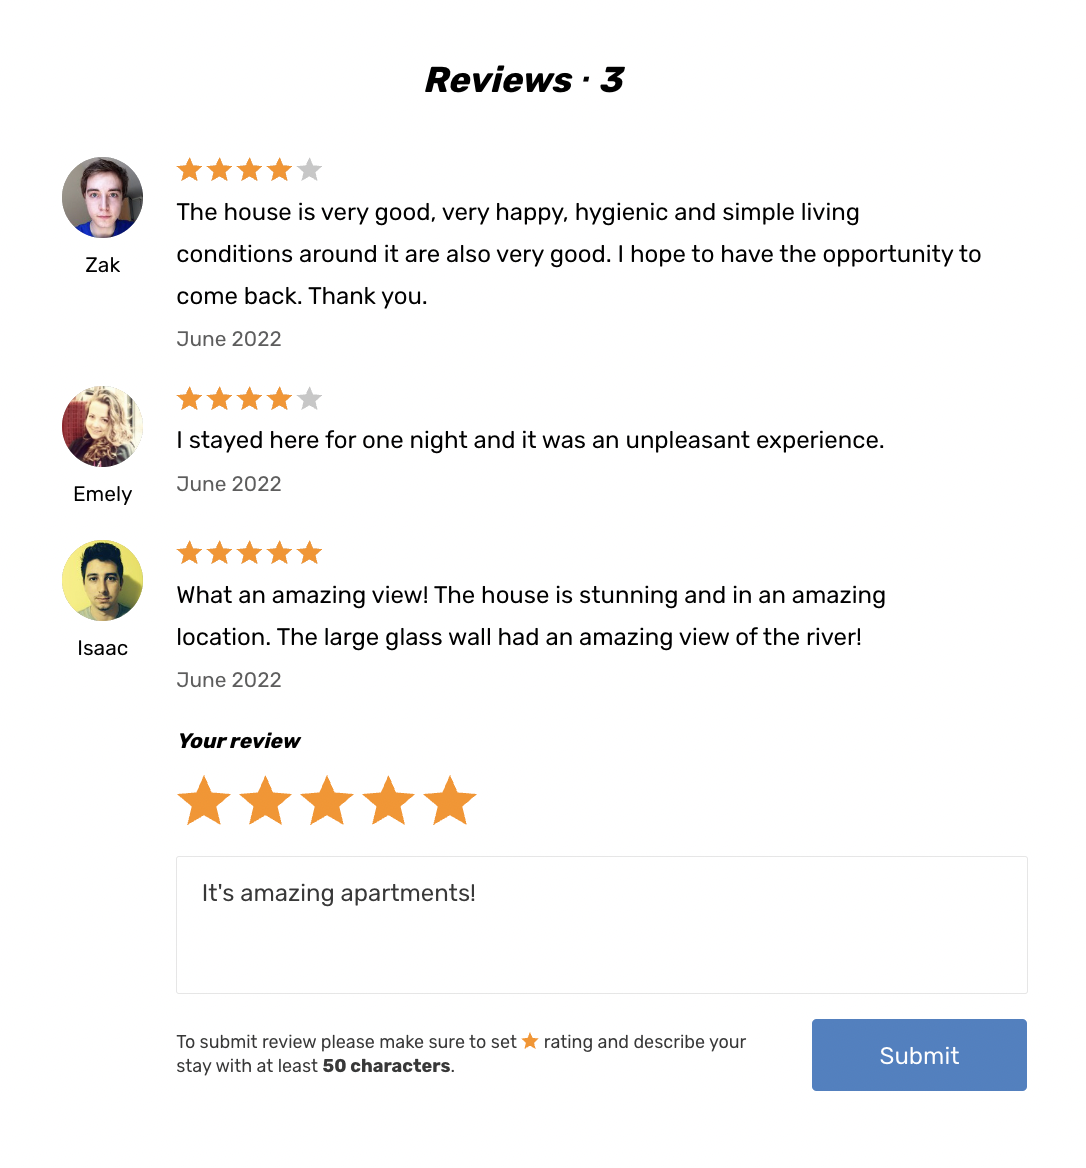 Reviews · 3
The house is very good, very happy, hygienic and simple living
conditions around it are also very good. I hope to have the opportunity to
come back. Thank you.
June 2022
Zak
I stayed here for one night and it was an unpleasant experience.
June 2022
Emely
What an amazing view! The house is stunning and in an amazing
location. The large glass wall had an amazing view of the river!
June 2022
Isaac
Your review
It's amazing apartments!
To submit review please make sure to set ⭐ rating and describe your
stay with at least 50 characters.
Submit